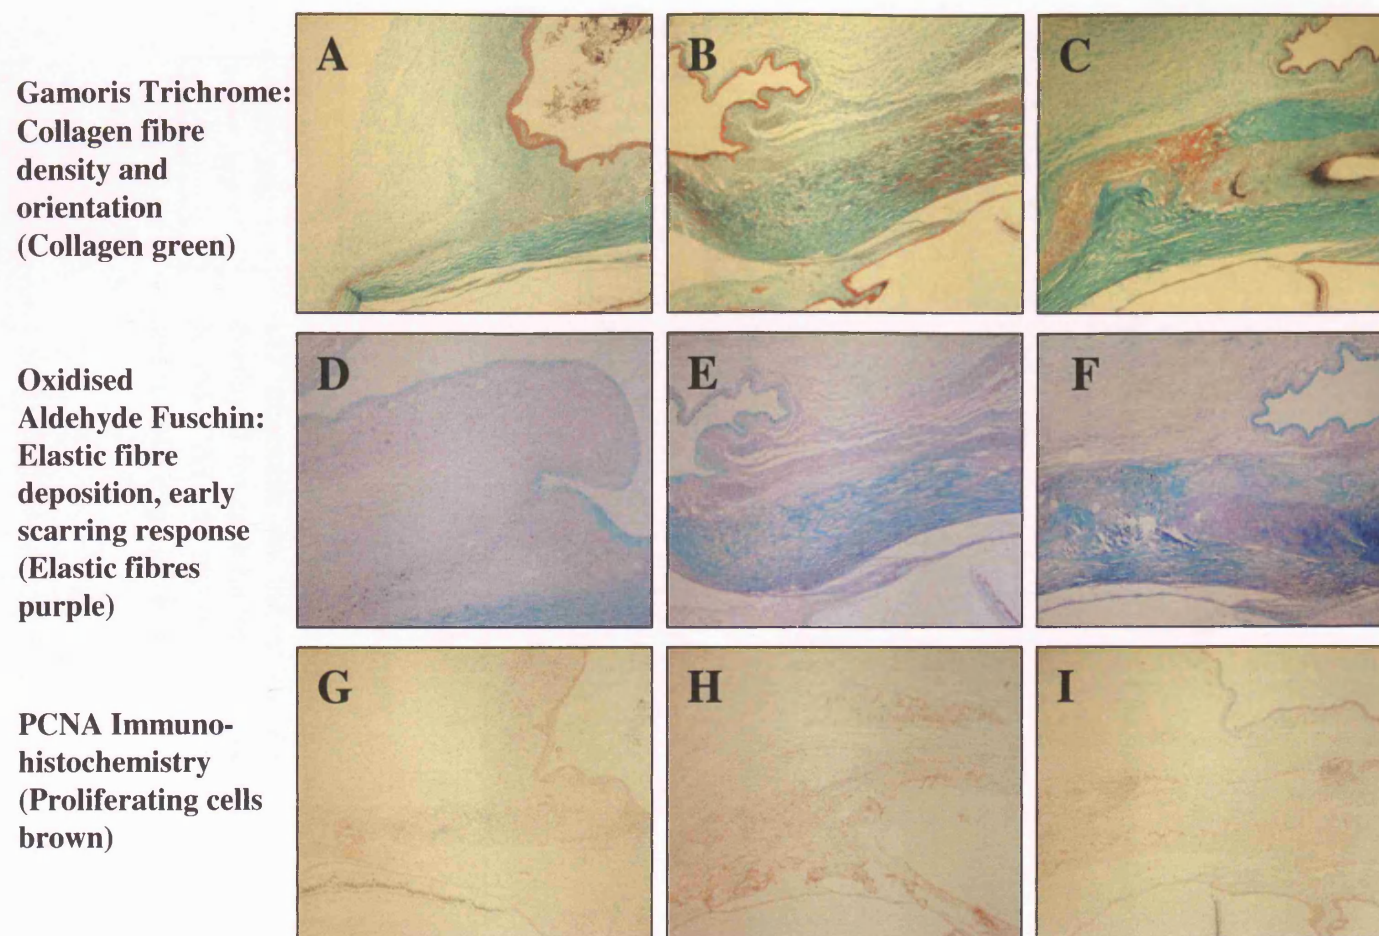 Gamoris Trichrome:
Collagen fibre
density and
orientation
(Collagen green)
A
B
C
Oxidised
Aldehyde Fuschin:
Elastic fibre
deposition, early
scarring response
(Elastic fibres
purple)
D
E
F
PCNA Immuno-
histochemistry
(Proliferating cells
brown)
G
H
I